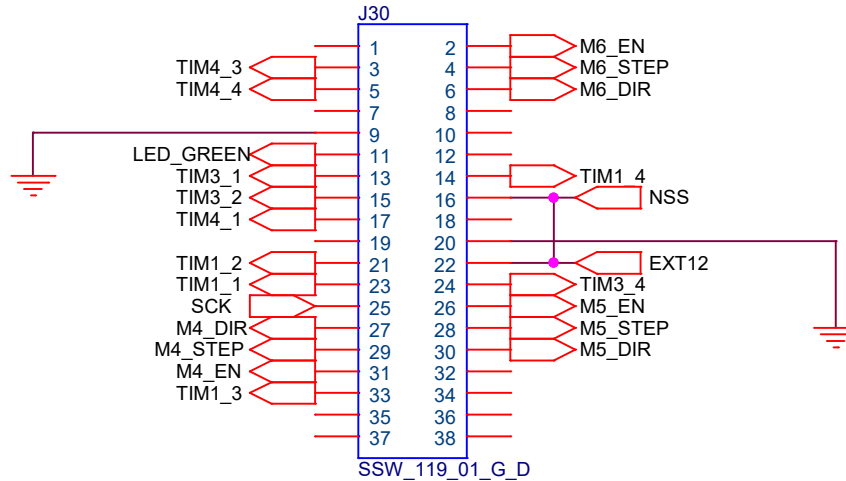 J30
1 2 M6_EN
TIM4_3 3 4 M6_STEP
TIM4_4 5 6 M6_DIR
7 8
9 10
LED_GREEN 11 12
TIM3_1 13 14 TIM1_4
TIM3_2 15 16 NSS
TIM4_1 17 18
19 20
TIM1_2 21 22 EXT12
TIM1_1 23 24 TIM3_4
SCK 25 26 M5_EN
M4_DIR 27 28 M5_STEP
M4_STEP 29 30 M5_DIR
M4_EN 31 32
TIM1_3 33 34
35 36
37 38
SSW_119_01_G_D